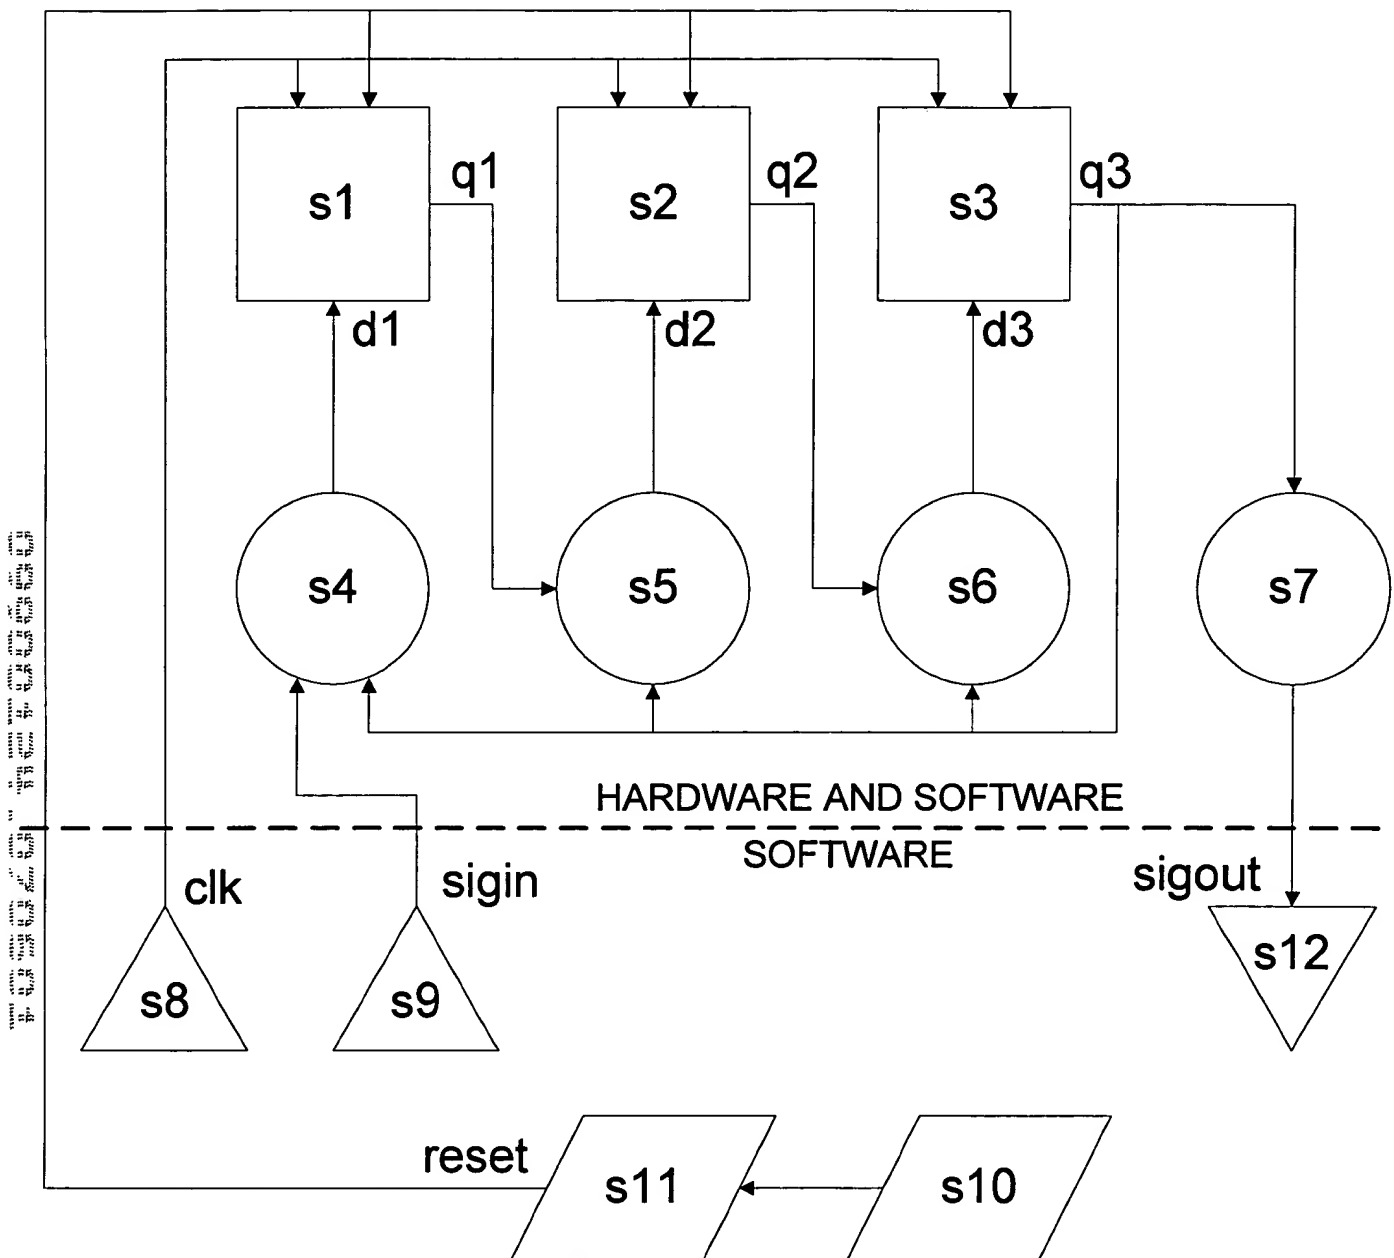 q1
q2
q3
s1
s2
s3
d1
d2
d3
s4
s5
s6
s7
HARDWARE AND SOFTWARE
SOFTWARE
clk
sigin
sigout
s8
s9
s12
reset
s11
s10